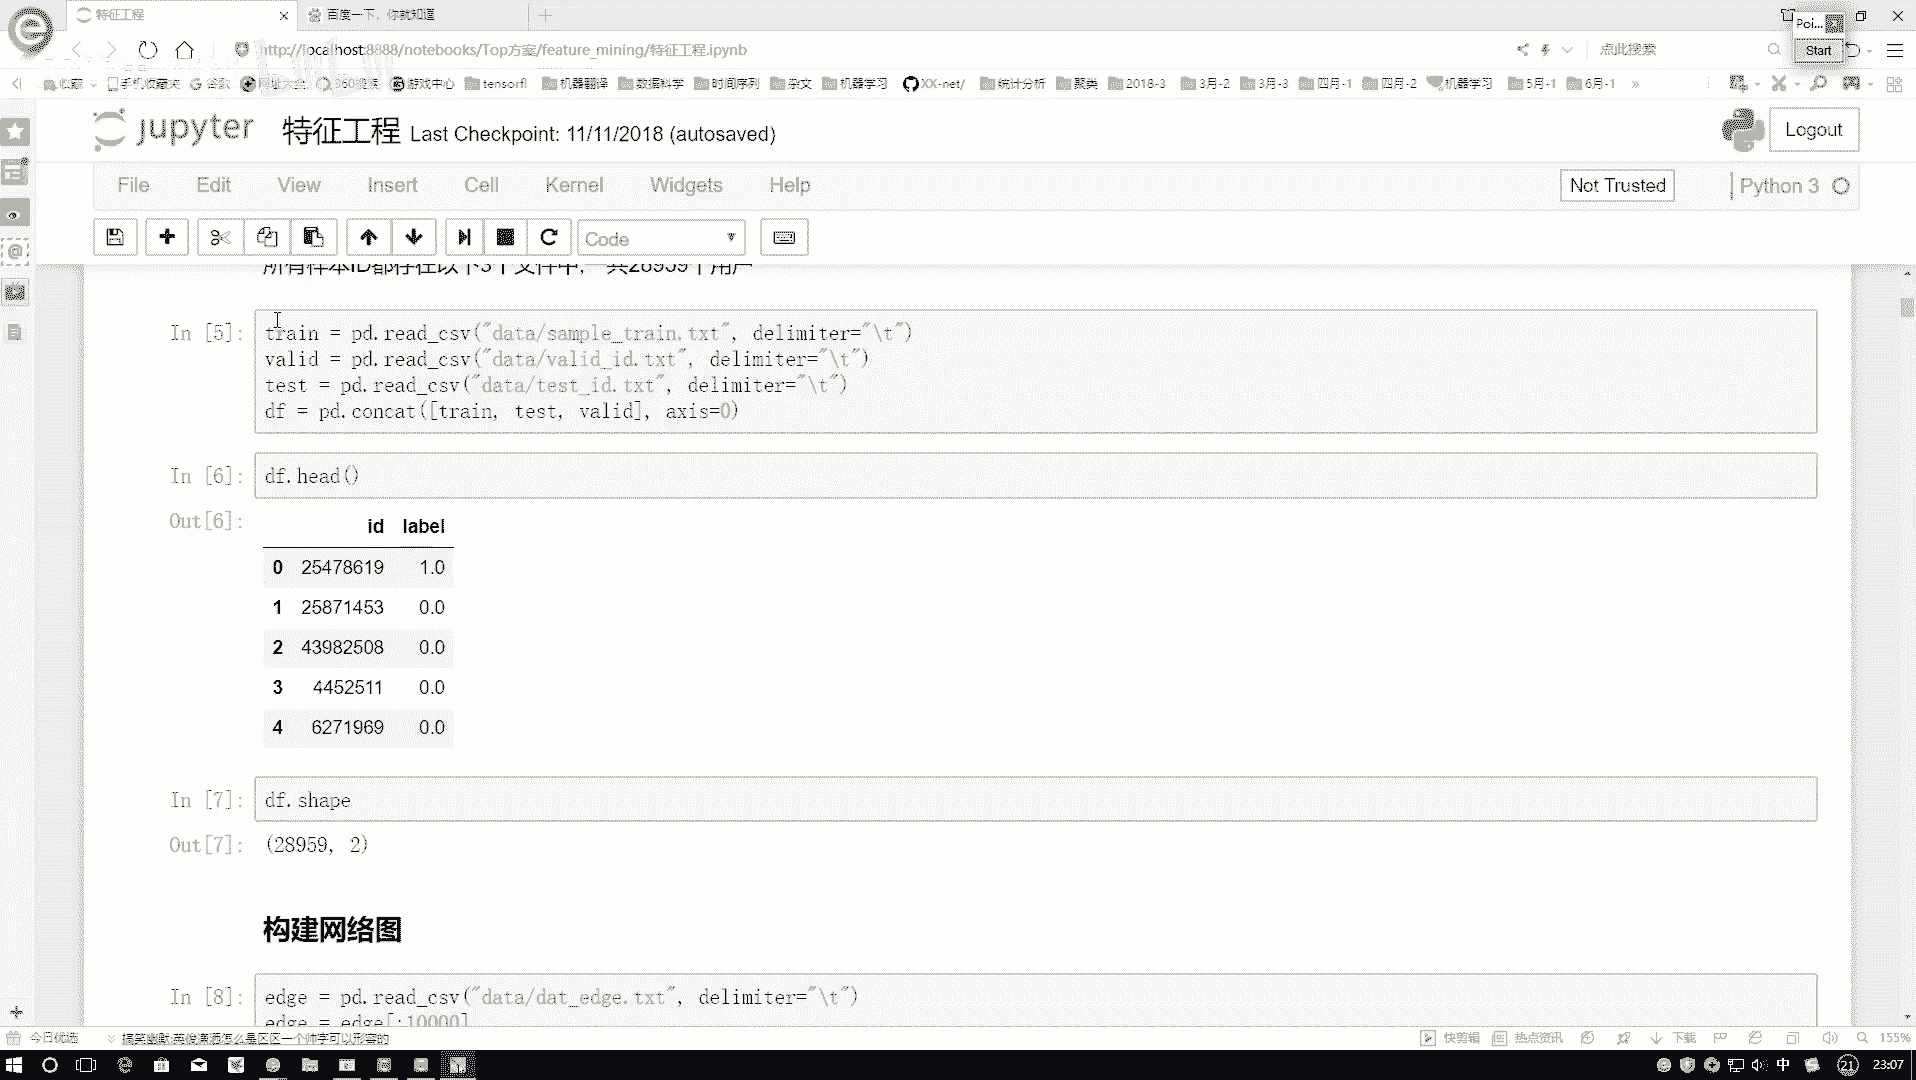 特征工程
百度一下，你就知道
Poi...
http://localhost:8888/notebooks/Top方案/feature_mining/特征工程.ipynb
点此搜索
Start
收藏
手机收藏夹
谷歌
网址大全
360搜索
游戏中心
tensorfl
机器翻译
数据科学
时间序列
杂文
机器学习
XX-net/
统计分析
聚类
2018-3
3月-2
3月-3
四月-1
四月-2
机器学习
5月-1
6月-1
jupyter 特征工程 Last Checkpoint: 11/11/2018 (autosaved)
Logout
File Edit View Insert Cell Kernel Widgets Help
Not Trusted
Python 3
Code
所有样本ID都存在以下3个文件中，一共28959个用户
In [5]: train = pd.read_csv("data/sample_train.txt", delimiter="\t")
valid = pd.read_csv("data/valid_id.txt", delimiter="\t")
test = pd.read_csv("data/test_id.txt", delimiter="\t")
df = pd.concat([train, test, valid], axis=0)
In [6]: df.head()
Out[6]:
id label
0 25478619 1.0
1 25871453 0.0
2 43982508 0.0
3 4452511 0.0
4 6271969 0.0
In [7]: df.shape
Out[7]: (28959, 2)
构建网络图
In [8]: edge = pd.read_csv("data/dat_edge.txt", delimiter="\t")
edge = edge[:10000]
今日优选
搞笑幽默:英俊潇洒怎么是区区一个帅字可以形容的
快剪辑
热点资讯
下载
155%
中
21
23:07